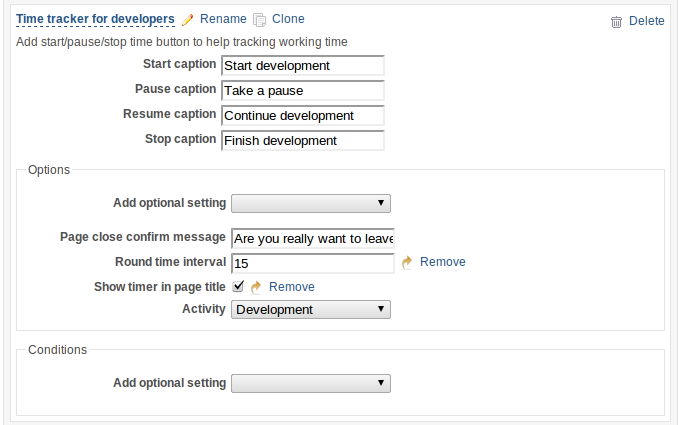 Time tracker for developers Rename Clone Delete
Add start/pause/stop time button to help tracking working time
Start caption Start development
Pause caption Take a pause
Resume caption Continue development
Stop caption Finish development
Options
Add optional setting
Page close confirm message Are you really want to leave
Round time interval 15 Remove
Show timer in page title Remove
Activity Development
Conditions
Add optional setting